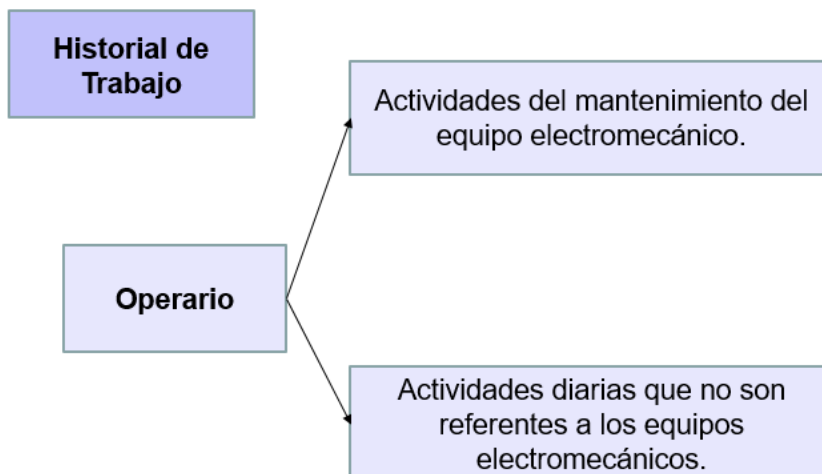 Historial de
Trabajo
Actividades del mantenimiento del
equipo electromecánico.
Operario
Actividades diarias que no son
referentes a los equipos
electromecánicos.